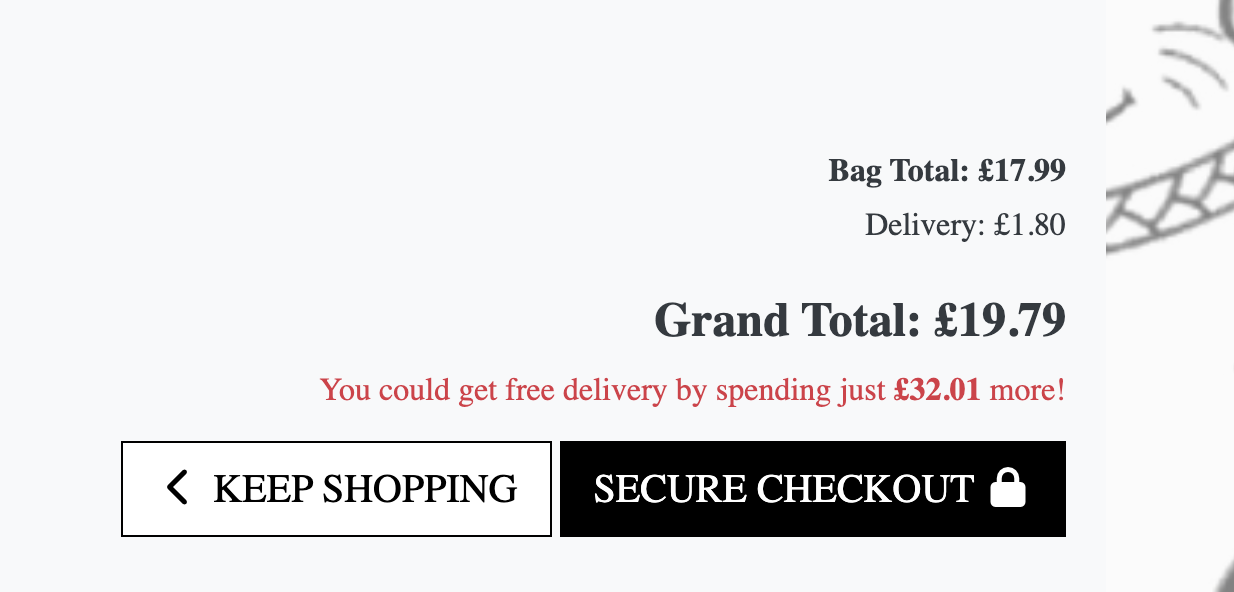 Bag Total: £17.99
Delivery: £1.80
Grand Total: £19.79
You could get free delivery by spending just £32.01 more!
KEEP SHOPPING
SECURE CHECKOUT